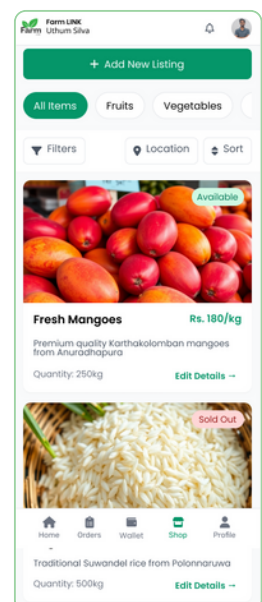 Farm LINK
Farm Uthum Silva
+ Add New Listing
All Items Fruits Vegetables
Filters Location Sort
Available
Fresh Mangoes Rs. 180/kg
Premium quality Karthakolomban mangoes
from Anuradhapura
Quantity: 250kg Edit Details →
Sold Out
Home Orders Wallet Shop Profile
Traditional Suwandel rice from Polonnaruwa
Quantity: 500kg Edit Details →